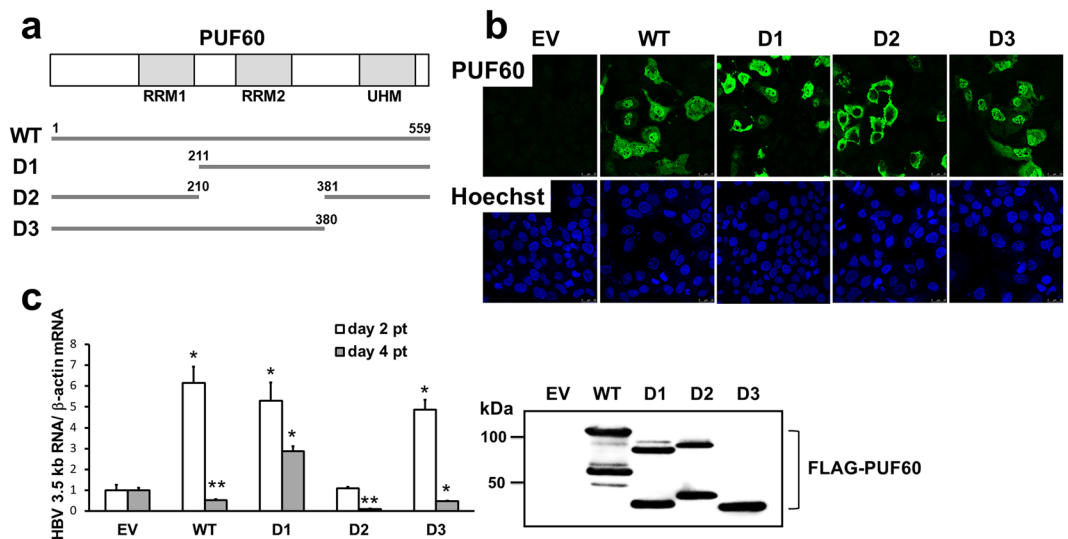 a
PUF60
RRM1 RRM2 UHM
WT 1 559
D1 211
D2 210 381
D3 380
b
EV WT D1 D2 D3
PUF60
Hoechst
c
HBV 3.5 kb RNA/ β-actin mRNA
day 2 pt
day 4 pt
8
7
6
5
4
3
2
1
0
* ** * * ** * *
EV WT D1 D2 D3
EV WT D1 D2 D3
kDa
100
50
FLAG-PUF60